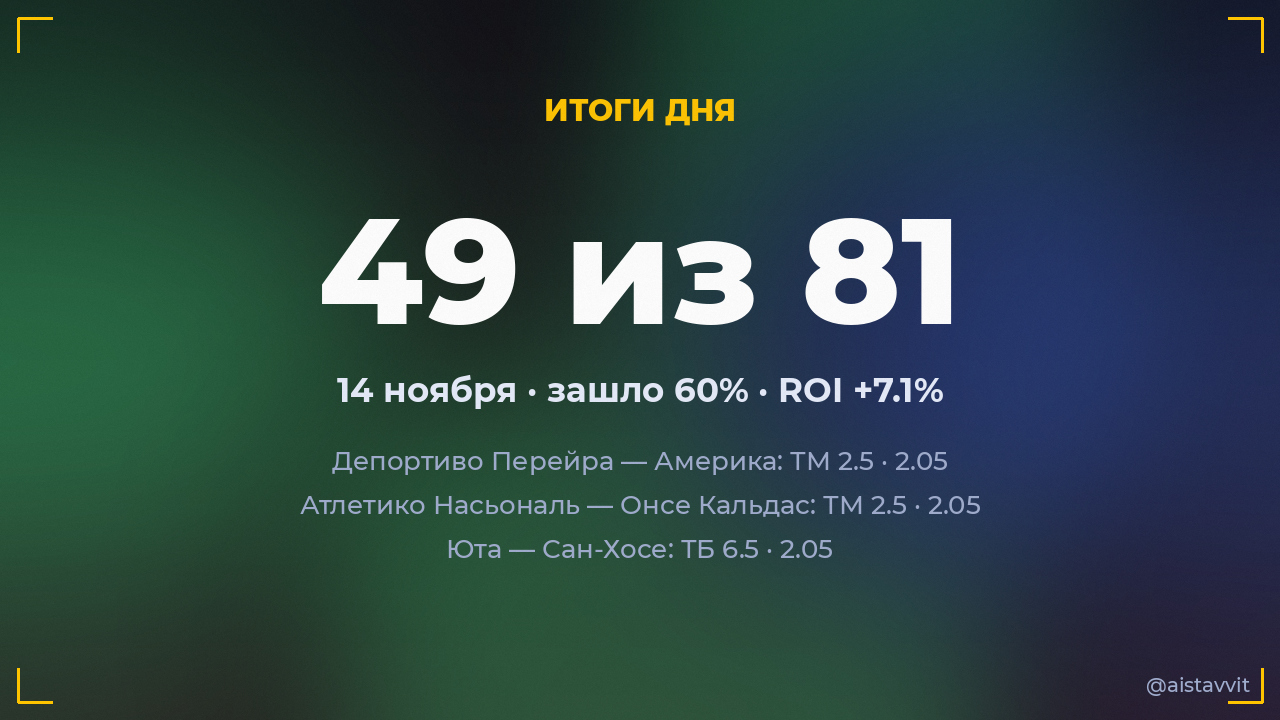 ИТОГИ ДНЯ
49 из 81
14 ноября · зашло 60% · ROI +7.1%
Депортиво Перейра — Америка: ТМ 2.5 · 2.05
Атлетико Насьональ — Онсе Кальдас: ТМ 2.5 · 2.05
Юта — Сан-Хосе: ТБ 6.5 · 2.05
@aistavvit